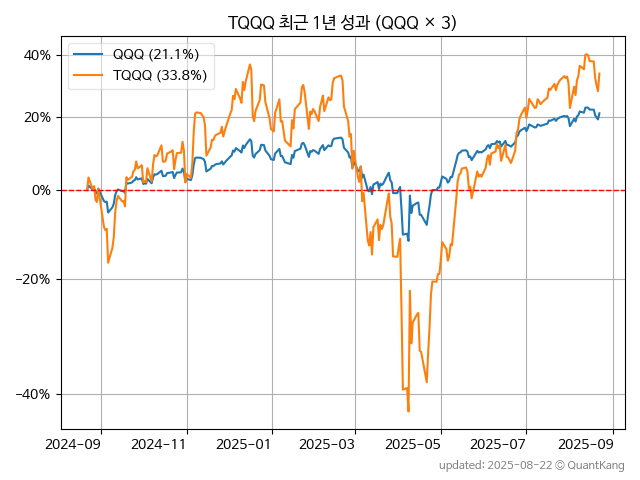 TQQQ 최근 1년 성과 (QQQ × 3)
QQQ (21.1%)
TQQQ (33.8%)
40%
20%
0%
−20%
−40%
2024-09 2024-11 2025-01 2025-03 2025-05 2025-07 2025-09
updated: 2025-08-22 © QuantKang